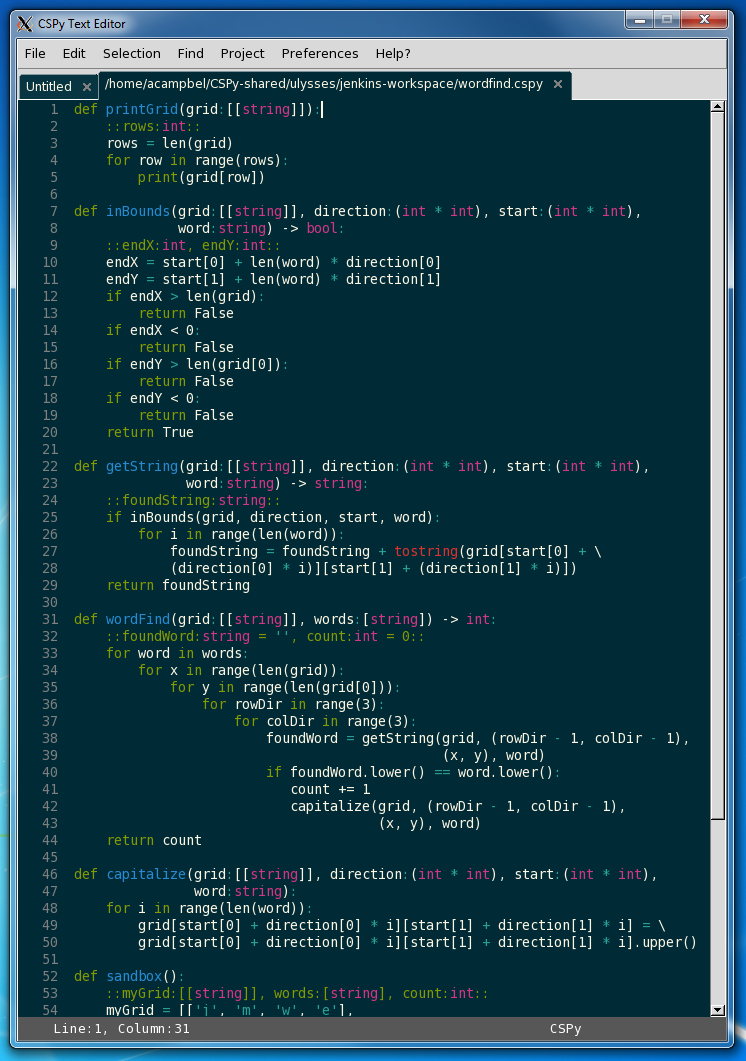 CSPy Text Editor
File Edit Selection Find Project Preferences Help?
Untitled × /home/acampbel/CSPy-shared/ulysses/jenkins-workspace/wordfind.cspy ×
1 def printGrid(grid:[[string]]):
2     ::rows:int::
3     rows = len(grid)
4     for row in range(rows):
5         print(grid[row])
6
7 def inBounds(grid:[[string]], direction:(int * int), start:(int * int),
8              word:string) -> bool:
9     ::endX:int, endY:int::
10     endX = start[0] + len(word) * direction[0]
11     endY = start[1] + len(word) * direction[1]
12     if endX > len(grid):
13         return False
14     if endX < 0:
15         return False
16     if endY > len(grid[0]):
17         return False
18     if endY < 0:
19         return False
20     return True
21
22 def getString(grid:[[string]], direction:(int * int), start:(int * int),
23               word:string) -> string:
24     ::foundString:string::
25     if inBounds(grid, direction, start, word):
26         for i in range(len(word)):
27             foundString = foundString + tostring(grid[start[0] + \
28             (direction[0] * i)][start[1] + (direction[1] * i)])
29     return foundString
30
31 def wordFind(grid:[[string]], words:[string]) -> int:
32     ::foundWord:string = '', count:int = 0::
33     for word in words:
34         for x in range(len(grid)):
35             for y in range(len(grid[0])):
36                 for rowDir in range(3):
37                     for colDir in range(3):
38                         foundWord = getString(grid, (rowDir - 1, colDir - 1),
39                                               (x, y), word)
40                         if foundWord.lower() == word.lower():
41                            count += 1
42                            capitalize(grid, (rowDir - 1, colDir - 1),
43                                       (x, y), word)
44     return count
45
46 def capitalize(grid:[[string]], direction:(int * int), start:(int * int),
47                word:string):
48     for i in range(len(word)):
49         grid[start[0] + direction[0] * i][start[1] + direction[1] * i] = \
50         grid[start[0] + direction[0] * i][start[1] + direction[1] * i].upper()
51
52 def sandbox():
53     ::myGrid:[[string]], words:[string], count:int::
54     myGrid = [['j', 'm', 'w', 'e'],
Line:1, Column:31 CSPy